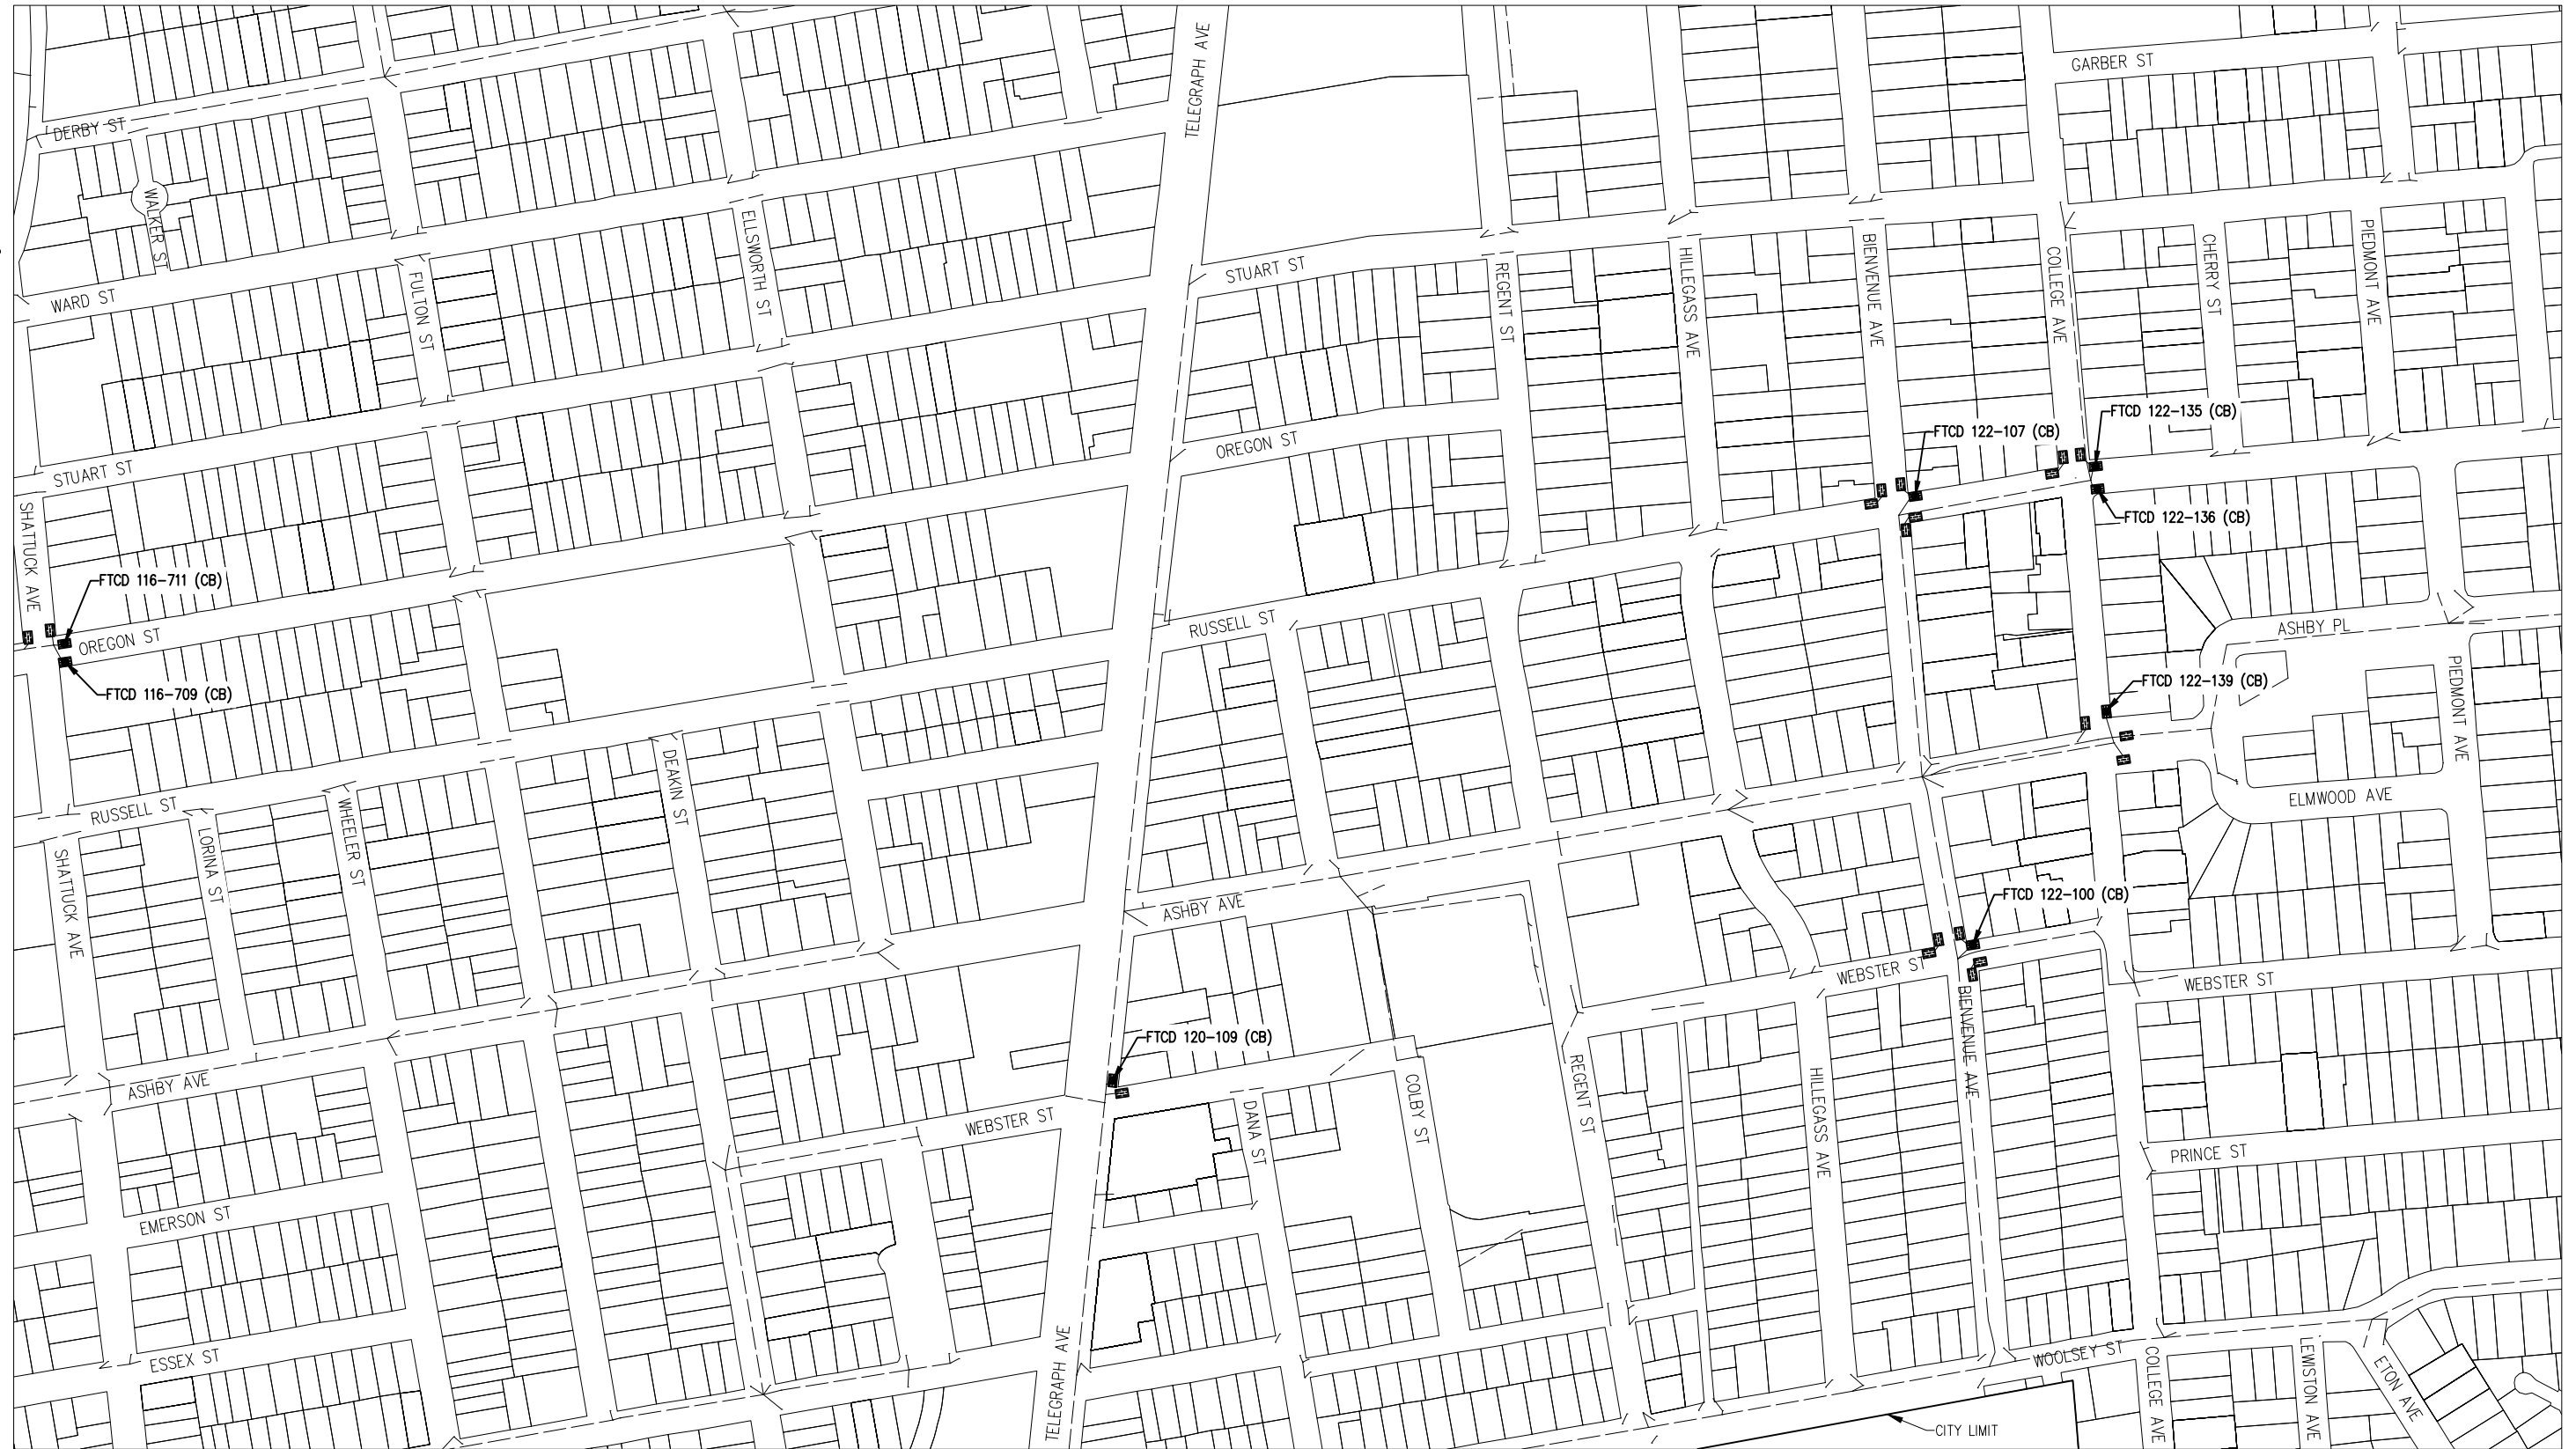 TELEGRAPH AVE
GARBER ST
DERBY ST
WALKER ST
ELLSWORTH ST
BIENVENUE AVE
COLLEGE AVE
CHERRY ST
PIEDMONT AVE
HILLEGASS AVE
REGENT ST
STUART ST
FULTON ST
WARD ST
FTCD 122-135 (CB)
FTCD 122-107 (CB)
OREGON ST
STUART ST
FTCD 122-136 (CB)
SHATTUCK AVE
FTCD 116-711 (CB)
OREGON ST
RUSSELL ST
ASHBY PL
FTCD 116-709 (CB)
FTCD 122-139 (CB)
PIEDMONT AVE
DEAKIN ST
ELMWOOD AVE
RUSSELL ST
LORINA ST
WHEELER ST
SHATTUCK AVE
FTCD 122-100 (CB)
ASHBY AVE
WEBSTER ST
WEBSTER ST
BIENVENUE AVE
FTCD 120-109 (CB)
ASHBY AVE
REGENT ST
HILLEGASS AVE
COLBY ST
DANA ST
WEBSTER ST
PRINCE ST
EMERSON ST
ESSEX ST
TELEGRAPH AVE
WOOLSEY ST
COLLEGE AVE
LEWISTON AVE
ETON AVE
CITY LIMIT